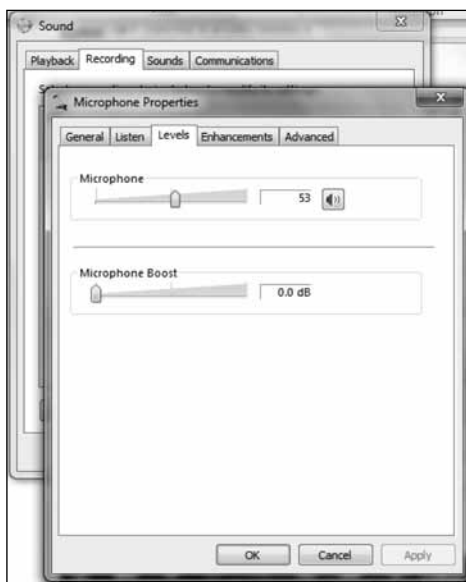 Sound
Playback Recording Sounds Communications
Microphone Properties
General Listen Levels Enhancements Advanced
Microphone
53
Microphone Boost
0.0 dB
OK Cancel Apply